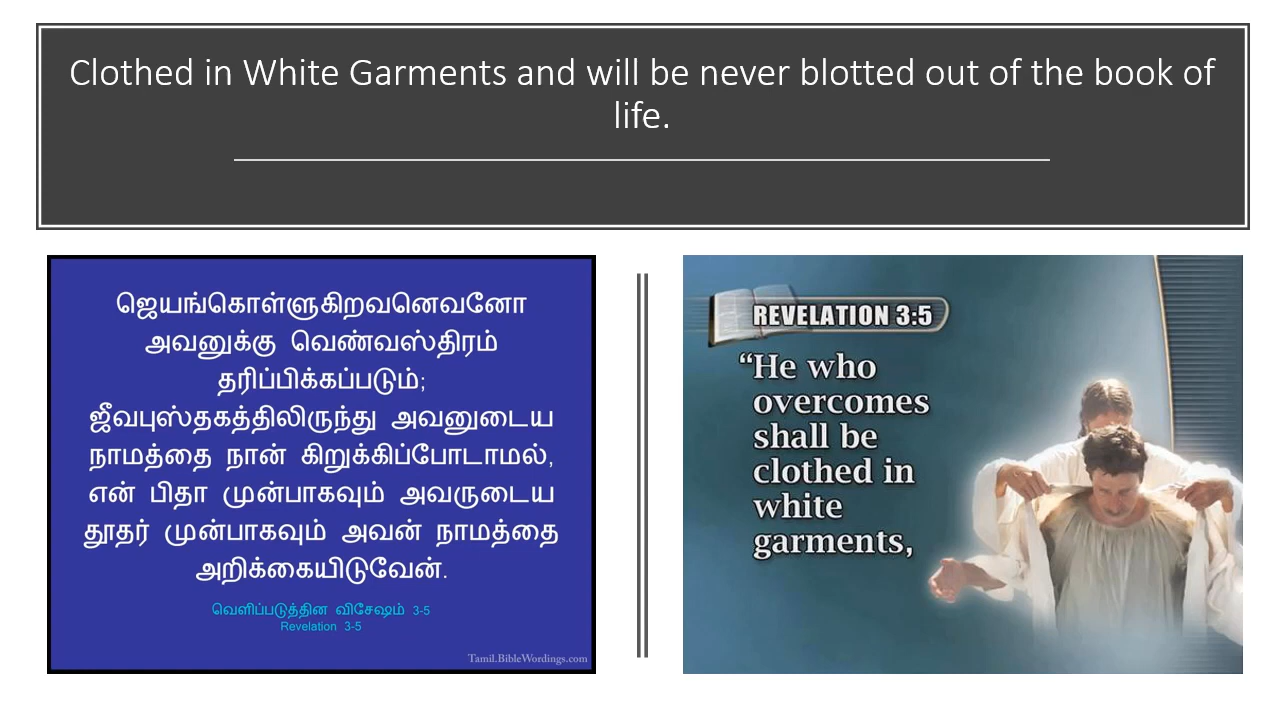 Clothed in White Garments and will be never blotted out of the book of
life.
ஜெயங்கொள்ளுகிறவனெவனோ
அவனுக்கு வெண்வஸ்திரம்
தரிப்பிக்கப்படும்;
ஜீவபுஸ்தகத்திலிருந்து அவனுடைய
நாமத்தை நான் கிறுக்கிப்போடாமல்,
என் பிதா முன்பாகவும் அவருடைய
தூதர் முன்பாகவும் அவன் நாமத்தை
அறிக்கையிடுவேன்.
வெளிப்படுத்தின விசேஷம் 3-5
Revelation 3-5
Tamil.BibleWordings.com
REVELATION 3:5
“He who
overcomes
shall be
clothed in
white
garments,